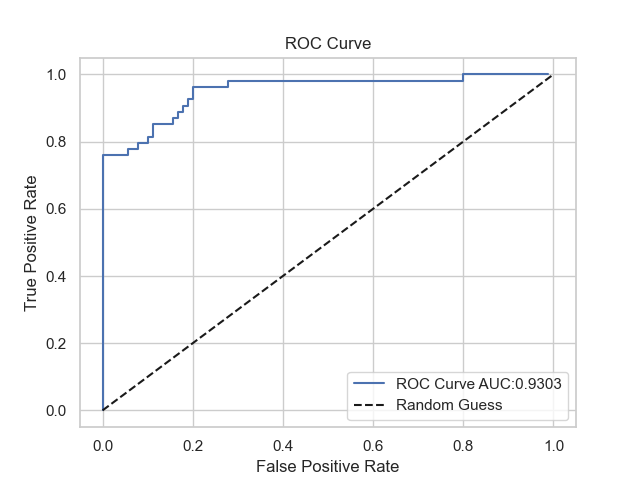 ROC Curve
1.0
0.8
0.6
0.4
0.2
0.0
True Positive Rate
ROC Curve AUC:0.9303
Random Guess
0.0 0.2 0.4 0.6 0.8 1.0
False Positive Rate